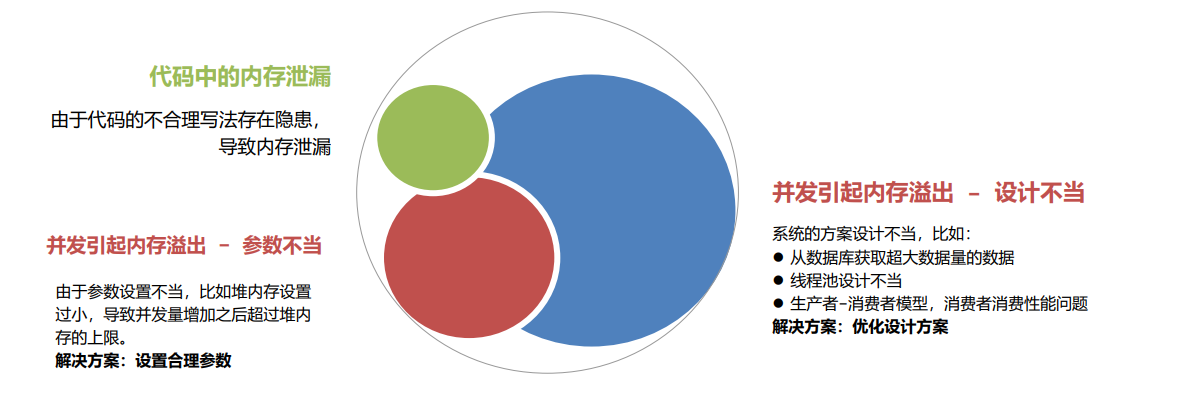 代码中的内存泄漏
由于代码的不合理写法存在隐患，
导致内存泄漏
并发引起内存溢出 － 参数不当
由于参数设置不当，比如堆内存设置
过小，导致并发量增加之后超过堆内
存的上限。
解决方案：设置合理参数
并发引起内存溢出 － 设计不当
系统的方案设计不当，比如：
● 从数据库获取超大数据量的数据
● 线程池设计不当
● 生产者-消费者模型，消费者消费性能问题
解决方案：优化设计方案